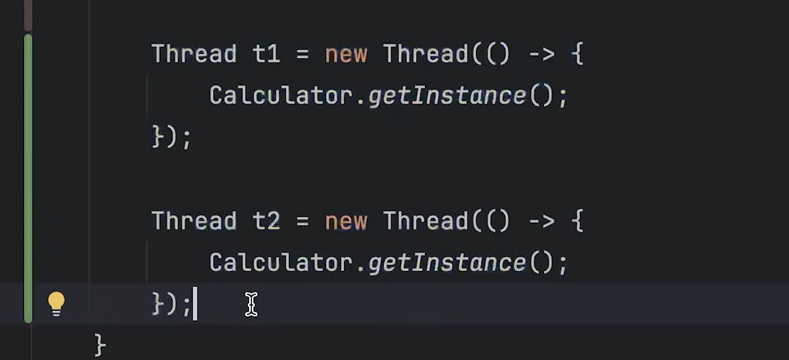 Thread t1 = new Thread(() -> {
    Calculator.getInstance();
});

Thread t2 = new Thread(() -> {
    Calculator.getInstance();
});
}